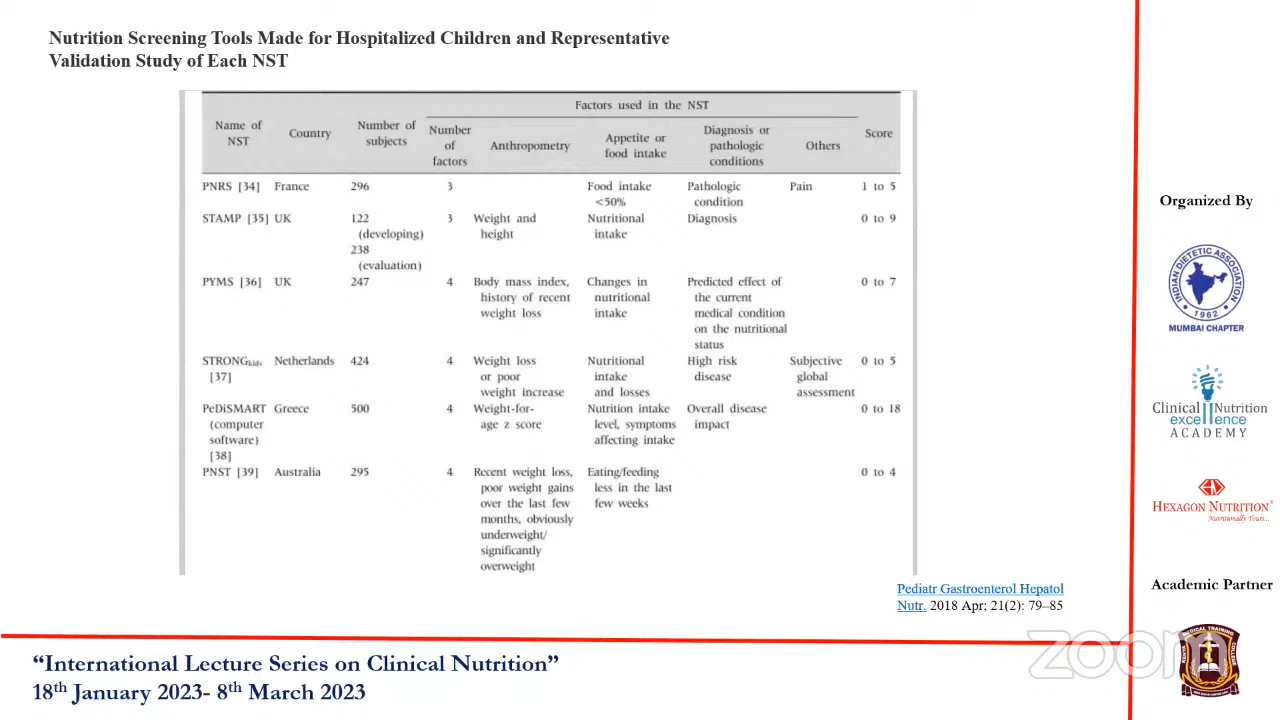 Nutrition Screening Tools Made for Hospitalized Children and Representative
Validation Study of Each NST
Factors used in the NST
Name of NST
Country
Number of subjects
Number of factors
Anthropometry
Appetite or food intake
Diagnosis or pathologic conditions
Others
Score
PNRS [34] France 296 3 Food intake Pathologic Pain 1 to 5
<50% condition
STAMP [35] UK 122 3 Weight and Nutritional Diagnosis 0 to 9
(developing) height intake
238
(evaluation)
PYMS [36] UK 247 4 Body mass index, Changes in Predicted effect of 0 to 7
history of recent nutritional the current
weight loss intake medical condition
on the nutritional
status
STRONGkids Netherlands 424 4 Weight loss Nutritional High risk Subjective 0 to 5
[37] or poor intake disease global
weight increase and losses assessment
PeDiSMART Greece 500 4 Weight-for- Nutrition intake Overall disease 0 to 18
(computer age z score level, symptoms impact
software) affecting intake
[38]
PNST [39] Australia 295 4 Recent weight loss, Eating/feeding 0 to 4
poor weight gains less in the last
over the last few few weeks
months, obviously
underweight/
significantly
overweight
Pediatr Gastroenterol Hepatol
Nutr. 2018 Apr; 21(2): 79–85
Organized By
INDIAN DIETETIC ASSOCIATION
1962
MUMBAI CHAPTER
Clinical Nutrition
excellence
ACADEMY
HEXAGON NUTRITION®
Nutritionally Yours...
Academic Partner
MEDICAL TRAINING
“International Lecture Series on Clinical Nutrition”
18th January 2023- 8th March 2023
zoom